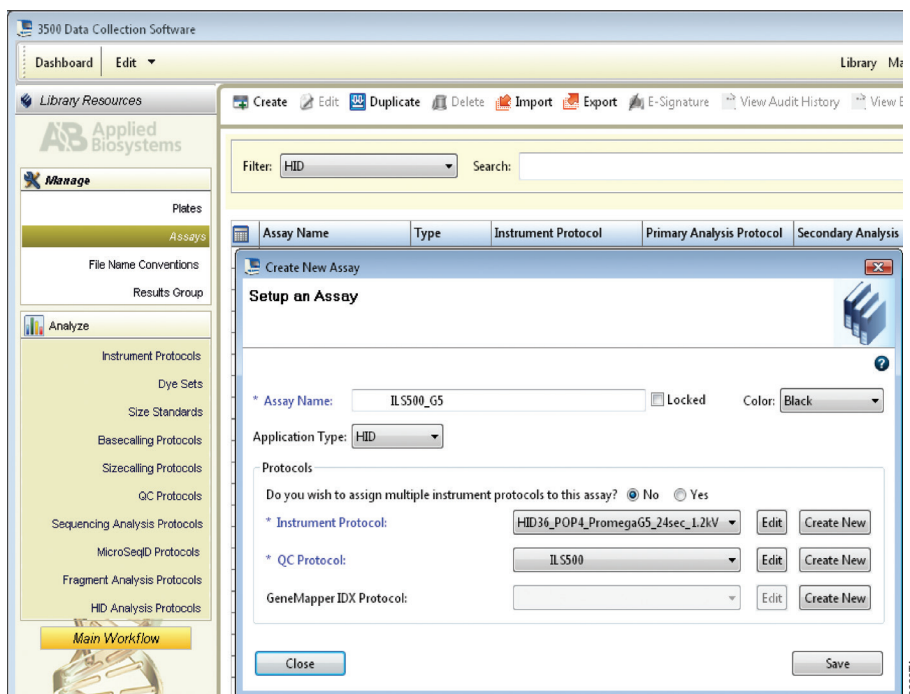 3500 Data Collection Software
Dashboard Edit Library
Library Resources
AB Applied Biosystems
Manage
Plates
Assays
File Name Conventions
Results Group
Analyze
Instrument Protocols
Dye Sets
Size Standards
Basecalling Protocols
Sizecalling Protocols
QC Protocols
Sequencing Analysis Protocols
MicroSeqID Protocols
Fragment Analysis Protocols
HID Analysis Protocols
Main Workflow
Create Edit Duplicate Delete Import Export E-Signature View Audit History View
Filter: HID Search:
Assay Name Type Instrument Protocol Primary Analysis Protocol Secondary Analysis
Create New Assay
Setup an Assay
* Assay Name: ILS500_G5 Locked Color: Black
Application Type: HID
Protocols
Do you wish to assign multiple instrument protocols to this assay? No Yes
* Instrument Protocol: HID36_POP4_PromegaG5_24sec_1.2kV Edit Create New
* QC Protocol: ILS500 Edit Create New
GeneMapper IDX Protocol: Edit Create New
Close Save